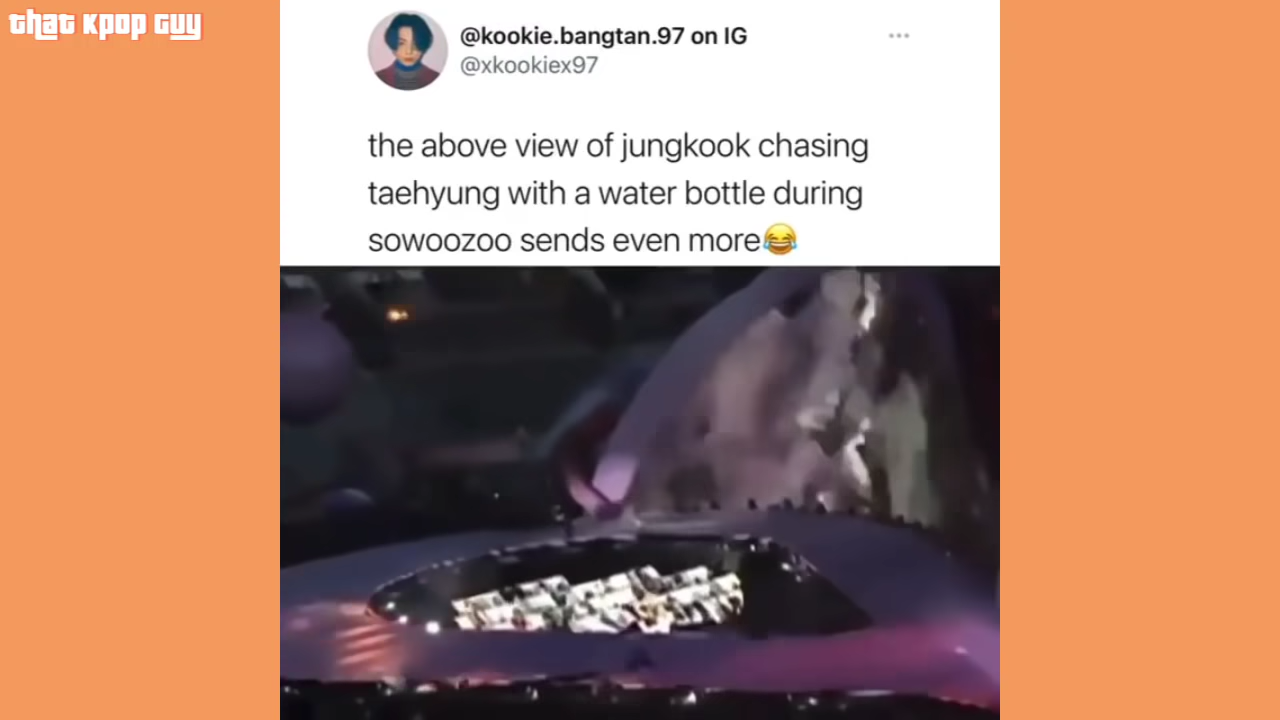 that kpop guy
@kookie.bangtan.97 on IG
@xkookiex97
the above view of jungkook chasing
taehyung with a water bottle during
sowoozoo sends even more😂